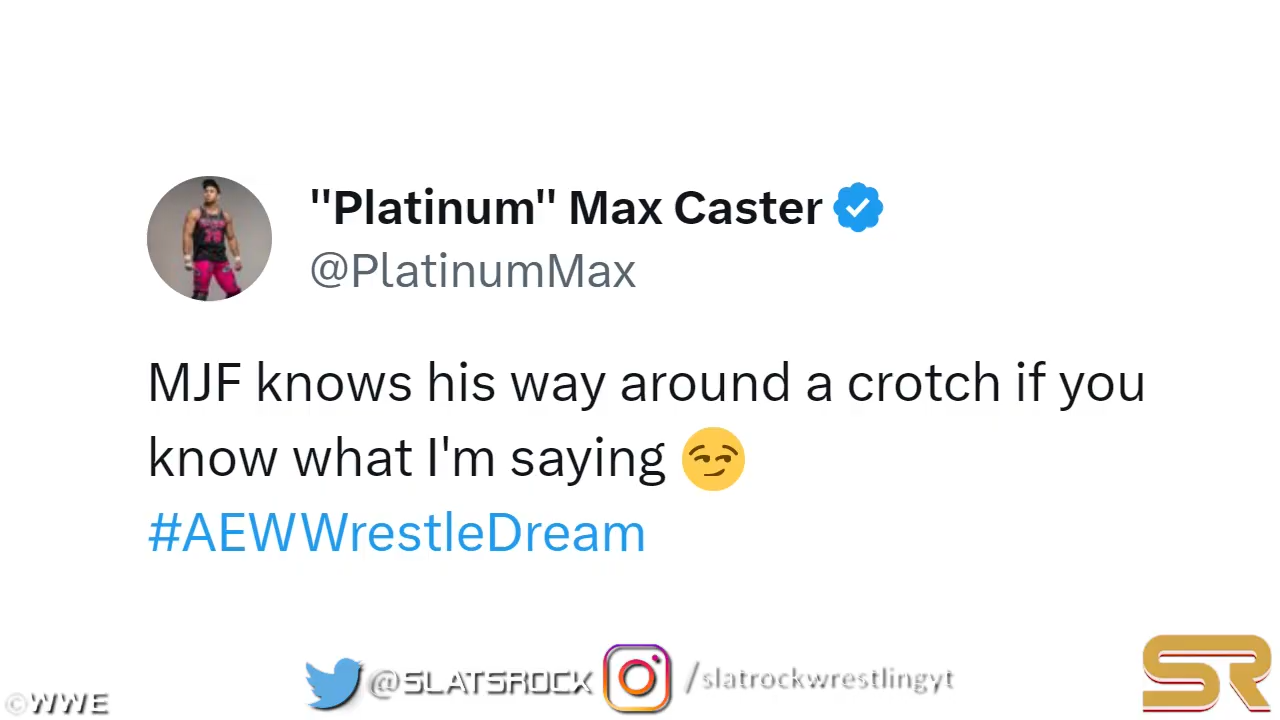 "Platinum" Max Caster
@PlatinumMax
MJF knows his way around a crotch if you
know what I'm saying 😏
#AEWWrestleDream
@SLATSROCK /slatrockwrestlingyt
SR
©WWE